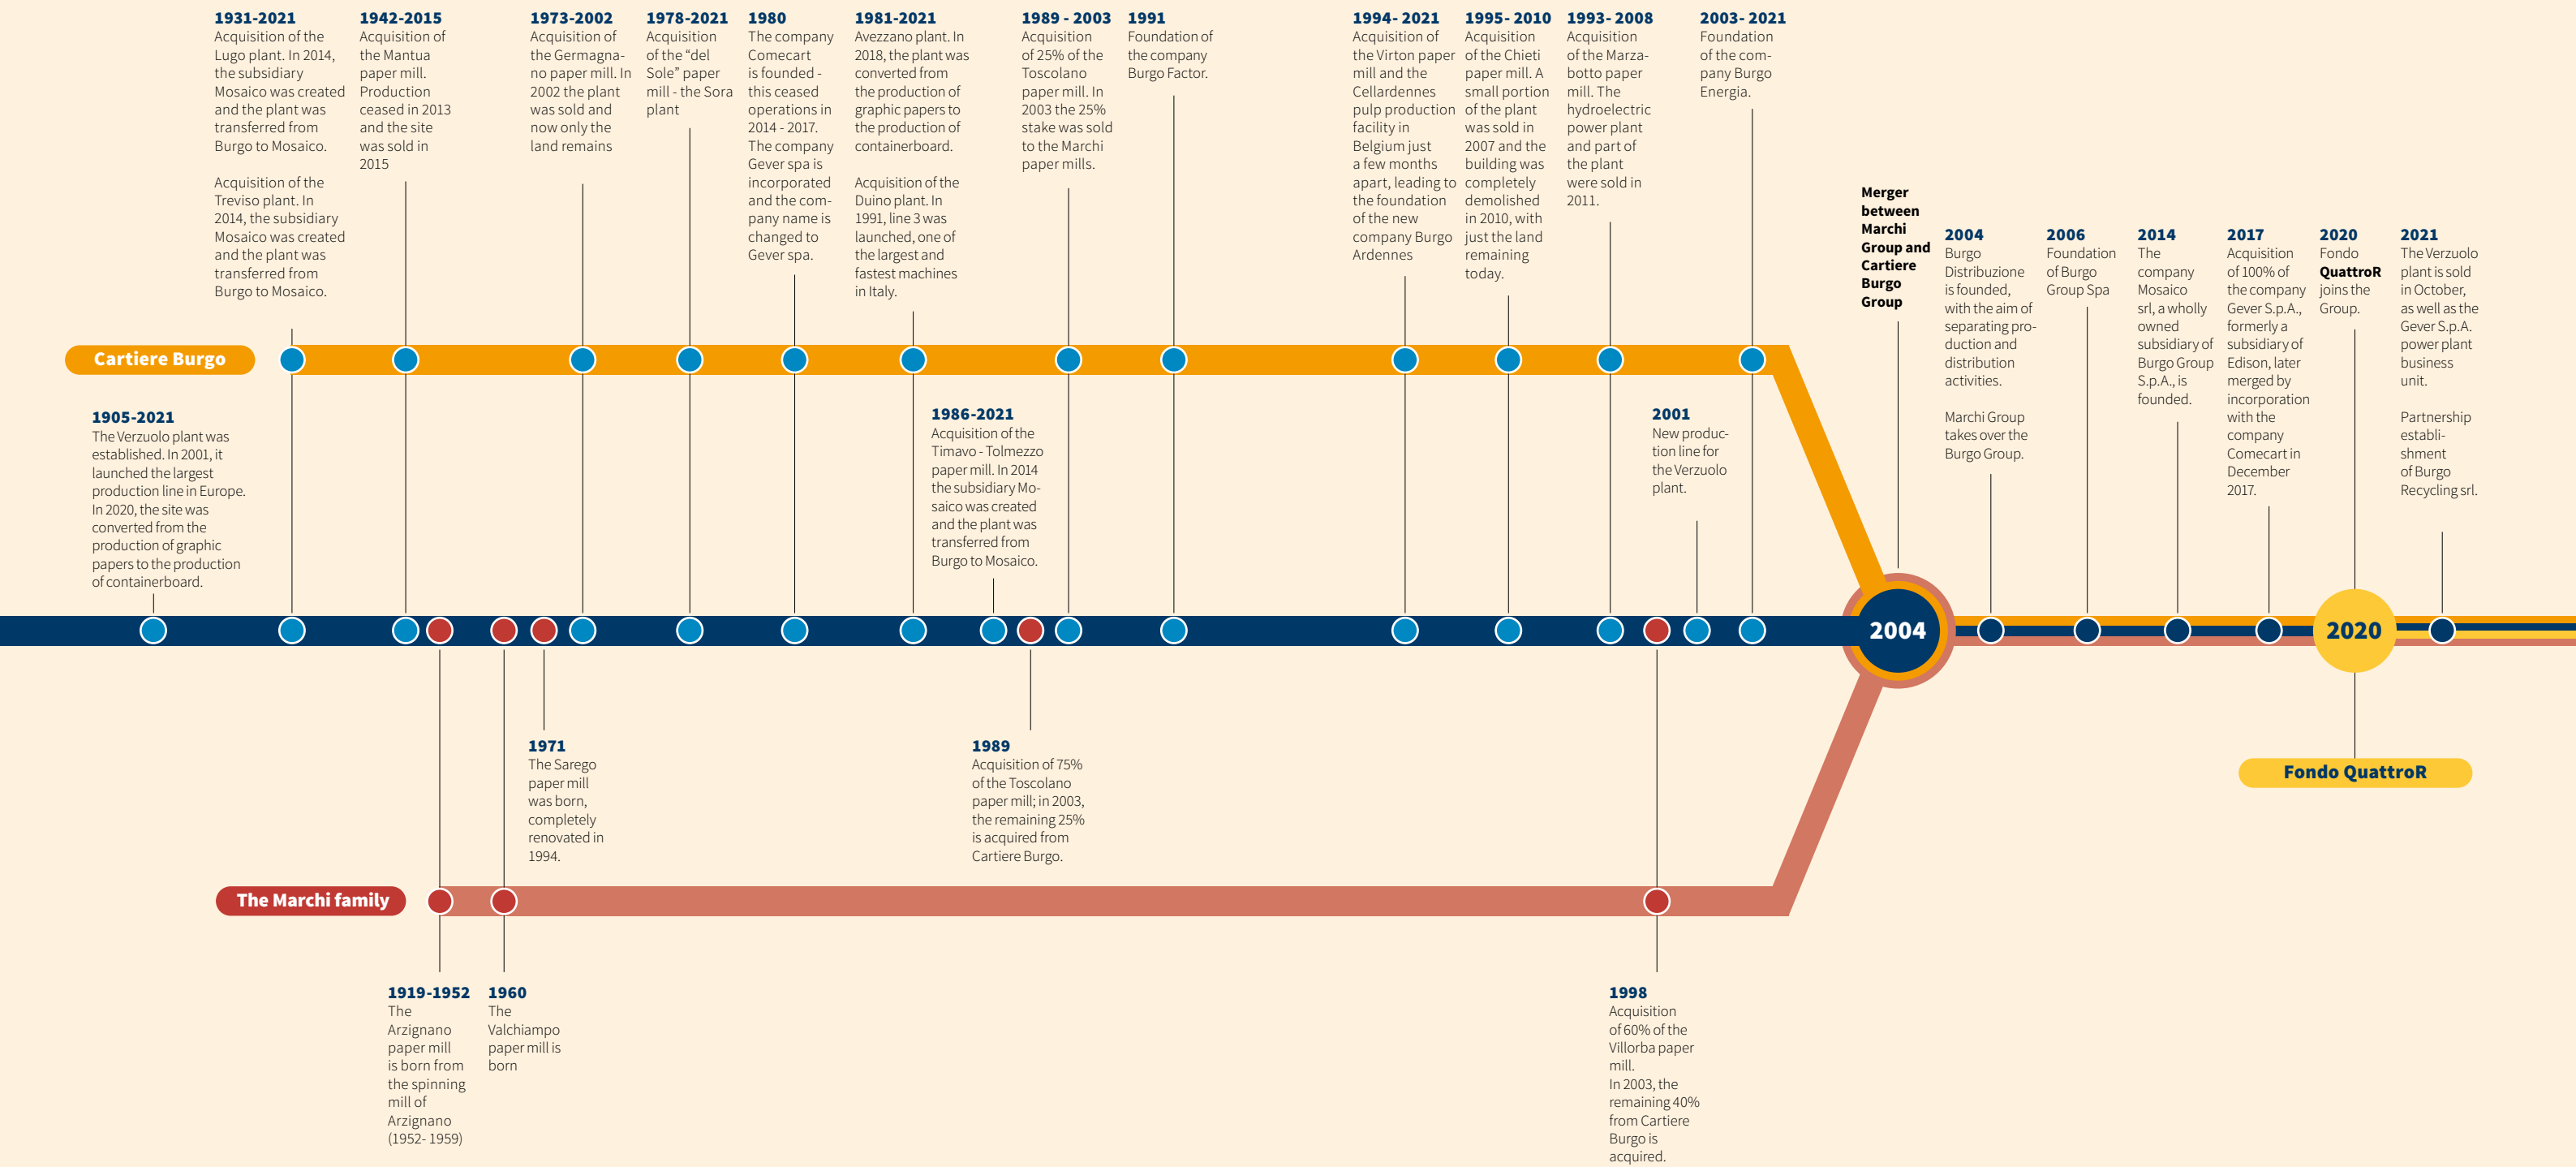 1931-2021
Acquisition of the
Lugo plant. In 2014,
the subsidiary
Mosaico was created
and the plant was
transferred from
Burgo to Mosaico.
Acquisition of the
Treviso plant. In
2014, the subsidiary
Mosaico was created
and the plant was
transferred from
Burgo to Mosaico.
1942-2015
Acquisition of
the Mantua
paper mill.
Production
ceased in 2013
and the site
was sold in
2015
1973-2002
Acquisition of
the Germagna-
no paper mill. In
2002 the plant
was sold and
now only the
land remains
1978-2021
Acquisition
of the “del
Sole” paper
mill - the Sora
plant
1980
The company
Comecart
is founded -
this ceased
operations in
2014 - 2017.
The company
Gever spa is
incorporated
and the com-
pany name is
changed to
Gever spa.
1981-2021
Avezzano plant. In
2018, the plant was
converted from
the production of
graphic papers to
the production of
containerboard.
Acquisition of the
Duino plant. In
1991, line 3 was
launched, one of
the largest and
fastest machines
in Italy.
1989 - 2003
Acquisition
of 25% of the
Toscolano
paper mill. In
2003 the 25%
stake was sold
to the Marchi
paper mills.
1991
Foundation of
the company
Burgo Factor.
1994- 2021
Acquisition of
the Virton paper
mill and the
Cellardennes
pulp production
facility in
Belgium just
a few months
apart, leading to
the foundation
of the new
company Burgo
Ardennes
1995- 2010
Acquisition
of the Chieti
paper mill. A
small portion
of the plant
was sold in
2007 and the
building was
completely
demolished
in 2010, with
just the land
remaining
today.
1993- 2008
Acquisition
of the Marza-
botto paper
mill. The
hydroelectric
power plant
and part of
the plant
were sold in
2011.
2003- 2021
Foundation
of the com-
pany Burgo
Energia.
Merger
between
Marchi
Group and
Cartiere
Burgo
Group
2004
Burgo
Distribuzione
is founded,
with the aim of
separating pro-
duction and
distribution
activities.
Marchi Group
takes over the
Burgo Group.
2006
Foundation
of Burgo
Group Spa
2014
The
company
Mosaico
srl, a wholly
owned
subsidiary of
Burgo Group
S.p.A., is
founded.
2017
Acquisition
of 100% of
the company
Gever S.p.A.,
formerly a
subsidiary of
Edison, later
merged by
incorporation
with the
company
Comecart in
December
2017.
2020
Fondo
QuattroR
joins the
Group.
2021
The Verzuolo
plant is sold
in October,
as well as the
Gever S.p.A.
power plant
business
unit.
Partnership
establi-
shment
of Burgo
Recycling srl.
Cartiere Burgo
1905-2021
The Verzuolo plant was
established. In 2001, it
launched the largest
production line in Europe.
In 2020, the site was
converted from the
production of graphic
papers to the production
of containerboard.
1986-2021
Acquisition of the
Timavo - Tolmezzo
paper mill. In 2014
the subsidiary Mo-
saico was created
and the plant was
transferred from
Burgo to Mosaico.
2001
New produc-
tion line for
the Verzuolo
plant.
2004
2020
1971
The Sarego
paper mill
was born,
completely
renovated in
1994.
1989
Acquisition of 75%
of the Toscolano
paper mill; in 2003,
the remaining 25%
is acquired from
Cartiere Burgo.
Fondo QuattroR
The Marchi family
1919-1952
The
Arzignano
paper mill
is born from
the spinning
mill of
Arzignano
(1952- 1959)
1960
The
Valchiampo
paper mill is
born
1998
Acquisition
of 60% of the
Villorba paper
mill.
In 2003, the
remaining 40%
from Cartiere
Burgo is
acquired.